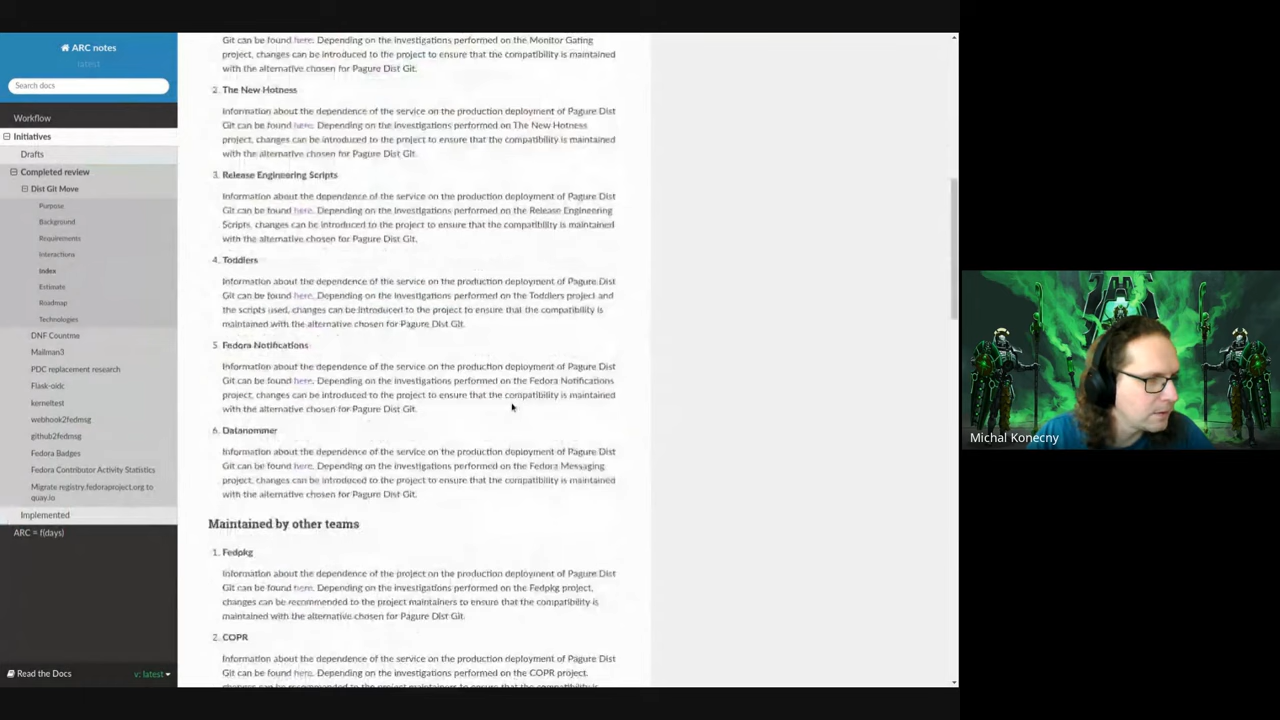 ARC notes
latest
Search docs
Workflow
Initiatives
Drafts
Completed review
Dist Git Move
Purpose
Background
Requirements
Interactions
Index
Estimate
Roadmap
Technologies
DNF Countme
Mailman3
PDC replacement research
Flask-oidc
kerneltest
webhook2fedmsg
github2fedmsg
Fedora Badges
Fedora Contributor Activity Statistics
Migrate registry.fedoraproject.org to
quay.io
Implemented
ARC = f(days)
Read the Docs
v: latest
Git can be found here. Depending on the investigations performed on the Monitor Gating
project, changes can be introduced to the project to ensure that the compatibility is maintained
with the alternative chosen for Pagure Dist Git.
2. The New Hotness
Information about the dependence of the service on the production deployment of Pagure Dist
Git can be found here. Depending on the investigations performed on The New Hotness
project, changes can be introduced to the project to ensure that the compatibility is maintained
with the alternative chosen for Pagure Dist Git.
3. Release Engineering Scripts
Information about the dependence of the service on the production deployment of Pagure Dist
Git can be found here. Depending on the investigations performed on the Release Engineering
Scripts, changes can be introduced to the project to ensure that the compatibility is maintained
with the alternative chosen for Pagure Dist Git.
4. Toddlers
Information about the dependence of the service on the production deployment of Pagure Dist
Git can be found here. Depending on the investigations performed on the Toddlers project and
the scripts used, changes can be introduced to the project to ensure that the compatibility is
maintained with the alternative chosen for Pagure Dist Git.
5. Fedora Notifications
Information about the dependence of the service on the production deployment of Pagure Dist
Git can be found here. Depending on the investigations performed on the Fedora Notifications
project, changes can be introduced to the project to ensure that the compatibility is maintained
with the alternative chosen for Pagure Dist Git.
6. Datanommer
Information about the dependence of the service on the production deployment of Pagure Dist
Git can be found here. Depending on the investigations performed on the Fedora Messaging
project, changes can be introduced to the project to ensure that the compatibility is maintained
with the alternative chosen for Pagure Dist Git.
Maintained by other teams
1. Fedpkg
Information about the dependence of the project on the production deployment of Pagure Dist
Git can be found here. Depending on the investigations performed on the Fedpkg project,
changes can be recommended to the project maintainers to ensure that the compatibility is
maintained with the alternative chosen for Pagure Dist Git.
2. COPR
Information about the dependence of the service on the production deployment of Pagure Dist
Git can be found here. Depending on the investigations performed on the COPR project,
changes can be recommended to the project maintainers to ensure that the compatibility is
Michal Konecny